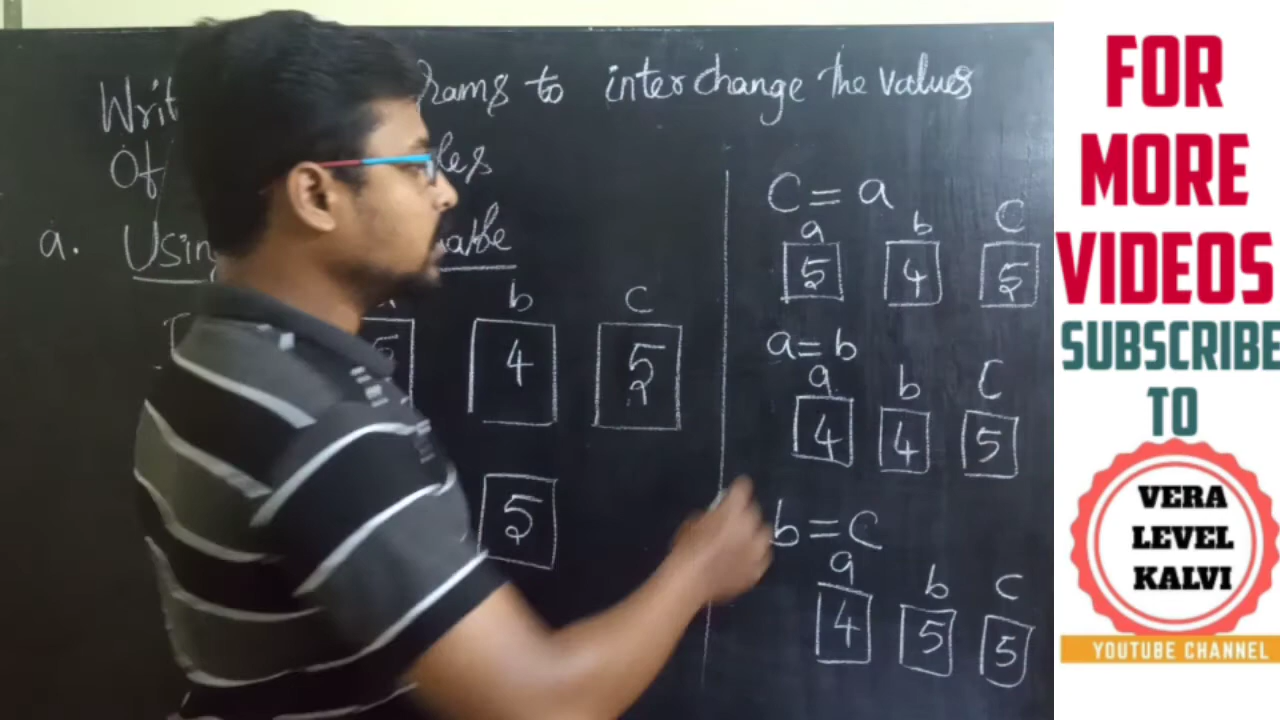 Writ rams to interchange the values
Of les
a. Using able
b C
4 5
5
C = a
a b C
5 4 5
a = b
a b C
4 4 5
b = C
a b C
4 5 5
FOR
MORE
VIDEOS
SUBSCRIBE
TO
VERA
LEVEL
KALVI
YOUTUBE CHANNEL